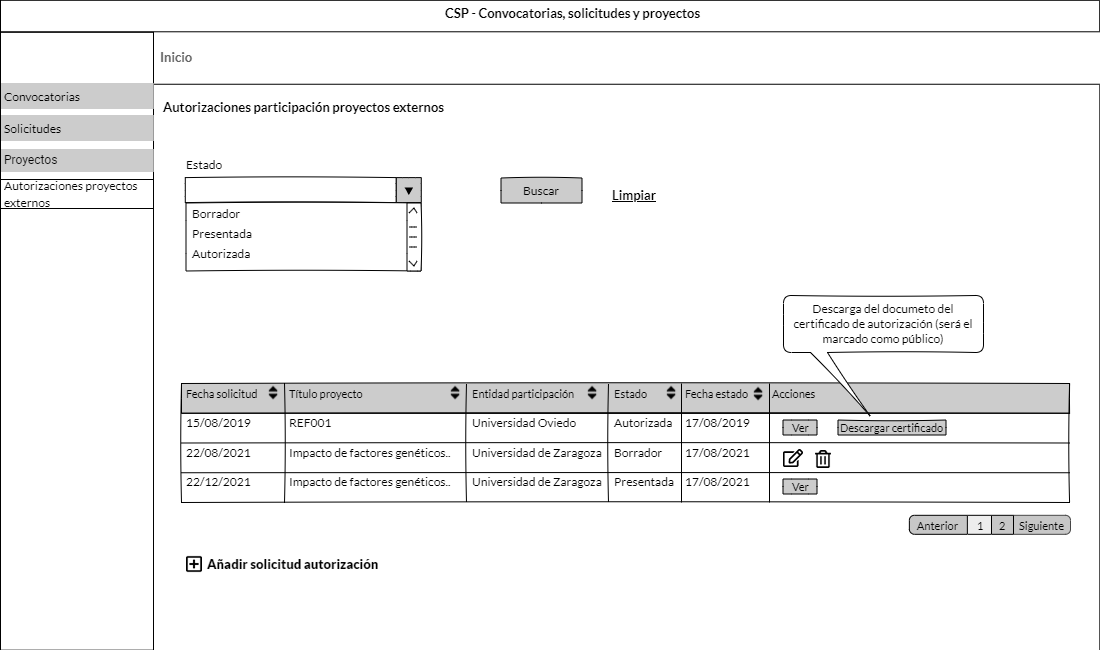 CSP - Convocatorias, solicitudes y proyectos
Inicio
Convocatorias
Solicitudes
Proyectos
Autorizaciones proyectos
externos
Autorizaciones participación proyectos externos
Estado
Buscar
Limpiar
Borrador
Presentada
Autorizada
Descarga del documeto del
certificado de autorización (será el
marcado como público)
Fecha solicitud Título proyecto Entidad participación Estado Fecha estado Acciones
15/08/2019 REF001 Universidad Oviedo Autorizada 17/08/2019 Ver Descargar certificado
22/08/2021 Impacto de factores genéticos.. Universidad de Zaragoza Borrador 17/08/2021
22/12/2021 Impacto de factores genéticos.. Universidad de Zaragoza Presentada 17/08/2021 Ver
Anterior 1 2 Siguiente
Añadir solicitud autorización